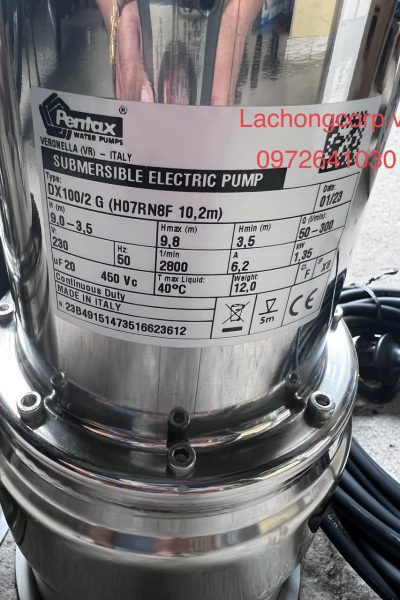 Pentax ®
WATER PUMPS
VERONELLA (VR) - ITALY
SUBMERSIBLE ELECTRIC PUMP
Type:
DX100/2 G (H07RN8F 10,2m)
Date:
01/23
H (m)
9,0-3,5
Hmax (m)
9,8
Hmin (m)
3,5
Q (l/min):
50-300
V:
230
Hz:
50
1/min
2800
A
6,2
kW
1,35
µF 20
450 Vc
T max Liquid:
40°C
Weight:
12,0
F
X8
Continuous Duty
MADE IN ITALY
N. 23B49151473516623612
5m
CE
Lachongcorp.v
0972641030